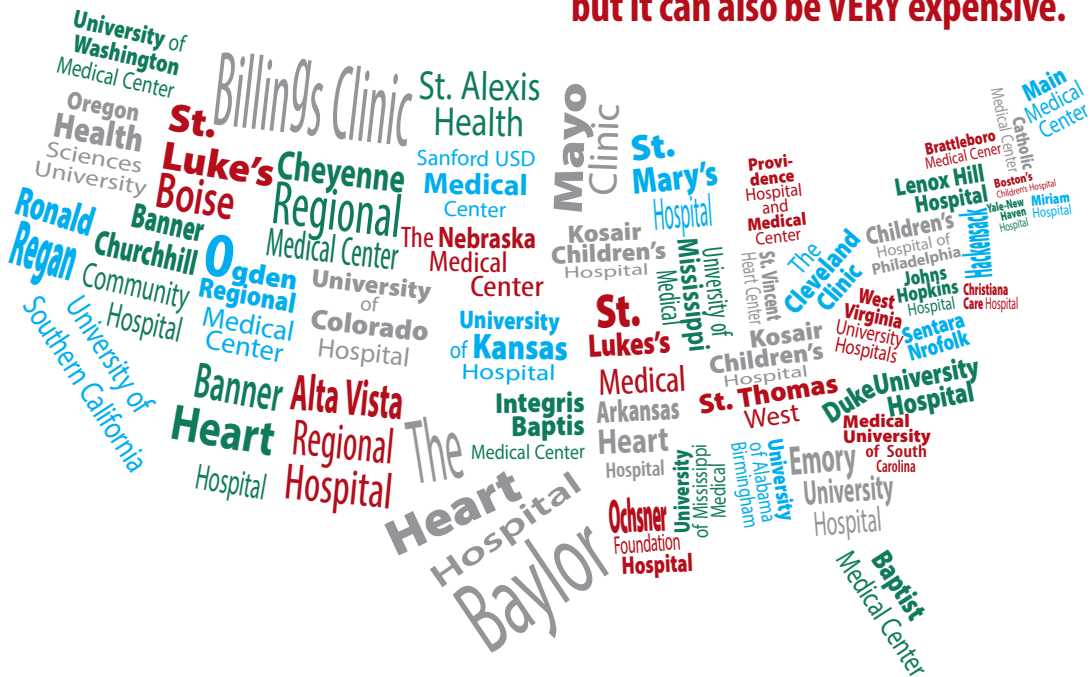 but it can also be VERY expensive.
University of
Washington
Medical Center
Oregon
Health
Sciences
University
Ronald
Regan
University of
Southern California
St.
Luke's
Boise
Banner
Churchhill
Community
Hospital
Billings Clinic
Cheyenne
Regional
Medical Center
Ogden
Regional
Medical
Center
University
of
Colorado
Hospital
Banner
Heart
Hospital
Alta Vista
Regional
Hospital
St. Alexis
Health
Sanford USD
Medical
Center
The Nebraska
Medical
Center
University
of Kansas
Hospital
Integris
Baptis
Medical Center
The
Heart
Hospital
Baylor
Mayo
Clinic
Kosair
Children's
Hospital
St.
Lukes's
Medical
Arkansas
Heart
Hospital
Ochsner
Foundation
Hospital
St.
Mary's
Hospital
University of
Mississippi
Medical
University
of Mississippi
Medical
Provi-
dence
Hospital
and
Medical
Center
St. Vincent
Heart Center
Kosair
Children's
Hospital
St. Thomas
West
University
of Alabama
Birmingham
The
Cleveland
Clinic
West
Virginia
University
Hospitals
Children's
Hospital of
Philadelphia
Johns
Hopkins
Hospital
Sentara
Nrofolk
Duke University
Hospital
Medical
University
of South
Carolina
Emory
University
Hospital
Baptist
Medical Center
Lenox Hill
Hospital
Hackensack
Christiana
Care Hospital
Brattleboro
Medical Cener
Catholic
Medical Center
Boston's
Children's Hospital
Yale-New
Haven
Hospital
Miriam
Hospital
Main
Medical
Center